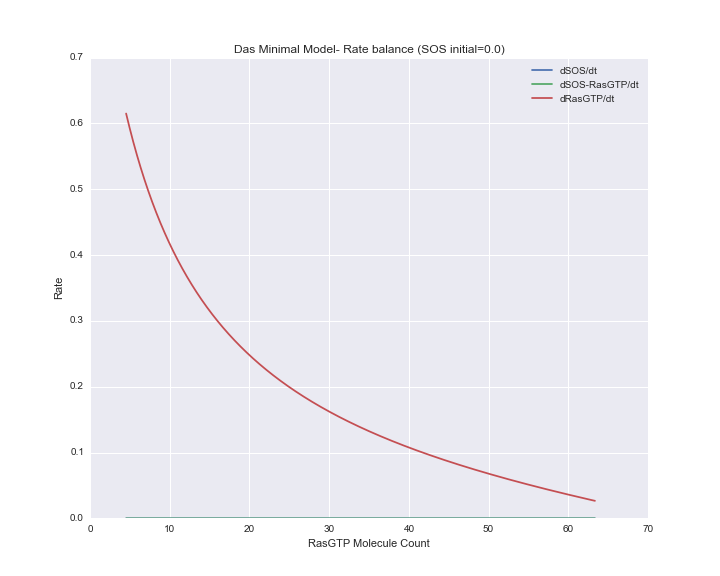 Das Minimal Model- Rate balance (SOS initial=0.0)
dSOS/dt
dSOS-RasGTP/dt
dRasGTP/dt
0.7
0.6
0.5
0.4
0.3
0.2
0.1
0.0
Rate
0 10 20 30 40 50 60 70
RasGTP Molecule Count